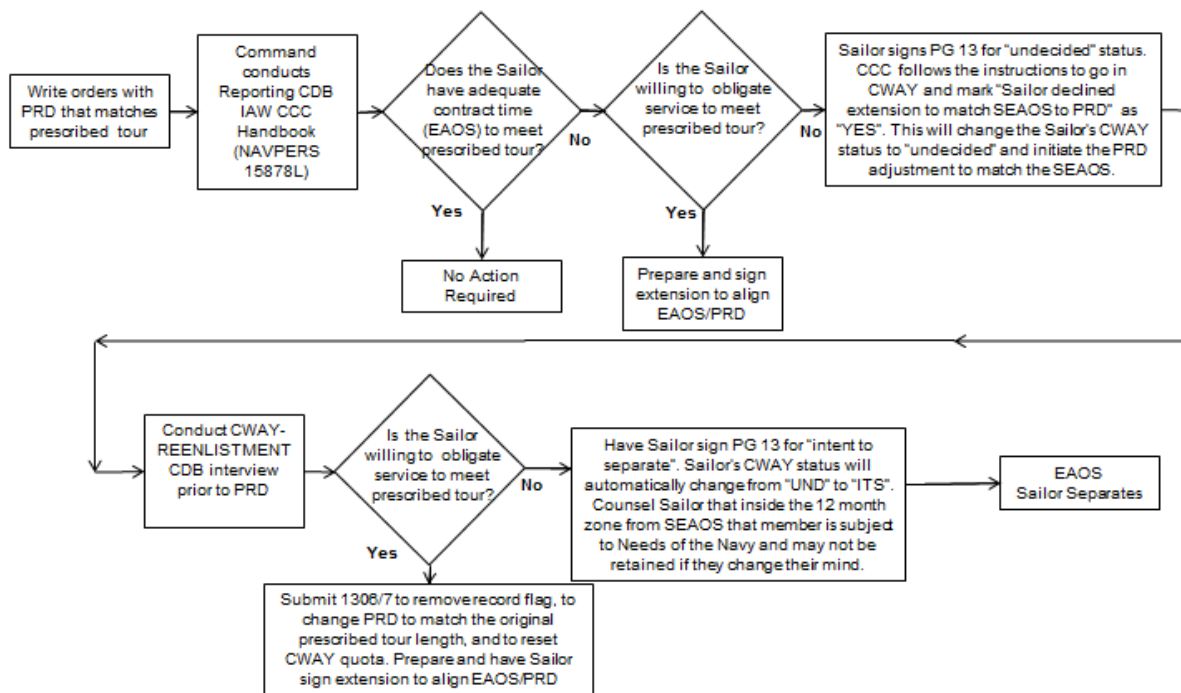 Write orders with
PRD that matches
prescribed tour
Command
conducts
Reporting CDB
IAW CCC
Handbook
(NAVPERS
15878L)
Does the Sailor
have adequate
contract time
(EAOS) to meet
prescribed tour?
No
Yes
No Action
Required
Is the Sailor
willing to obligate
service to meet
prescribed tour?
No
Yes
Prepare and sign
extension to align
EAOS/PRD
Sailor signs PG 13 for "undecided" status.
CCC follows the instructions to go in
CWAY and mark "Sailor declined
extension to match SEAOS to PRD" as
"YES". This will change the Sailor's CWAY
status to "undecided" and initiate the PRD
adjustment to match the SEAOS.
Conduct CWAY-
REENLISTMENT
CDB interview
prior to PRD
Is the Sailor
willing to obligate
service to meet
prescribed tour?
No
Yes
Submit 1306/7 to remove record flag, to
change PRD to match the original
prescribed tour length, and to reset
CWAY quota. Prepare and have Sailor
sign extension to align EAOS/PRD
Have Sailor sign PG 13 for "intent to
separate". Sailor's CWAY status will
automatically change from "UND" to "ITS".
Counsel Sailor that inside the 12 month
zone from SEAOS that member is subject
to Needs of the Navy and may not be
retained if they change their mind.
EAOS
Sailor Separates